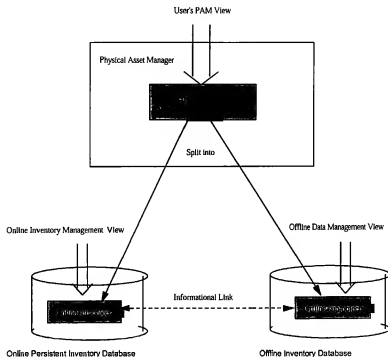 User's PAM View
Physical Asset Manager
Split into
Online Inventory Management View
Offline Data Management View
Informational Link
Online Persistent Inventory Database
Offline Inventory Database